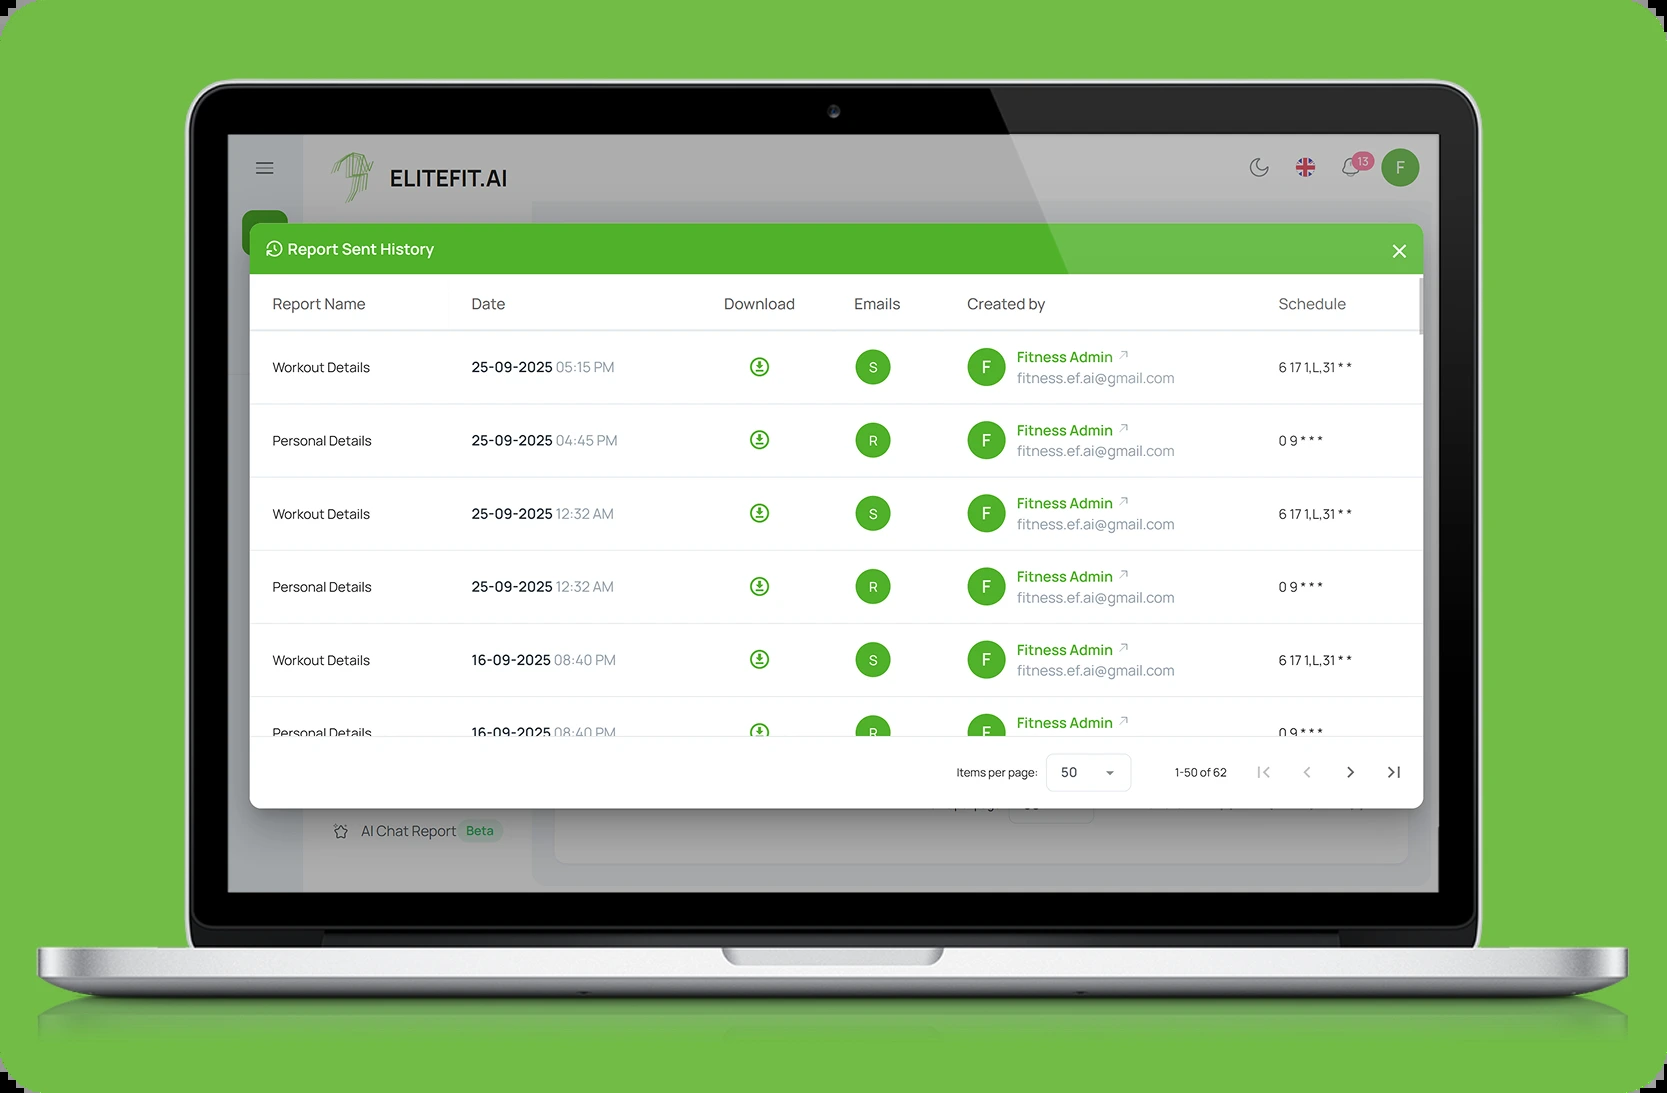 ELITEFIT.AI
13
F
Report Sent History
Report Name Date Download Emails Created by Schedule
Workout Details 25-09-2025 05:15 PM S F Fitness Admin 6 17 1,L,31 * *
fitness.ef.ai@gmail.com
Personal Details 25-09-2025 04:45 PM R F Fitness Admin 0 9 * * *
fitness.ef.ai@gmail.com
Workout Details 25-09-2025 12:32 AM S F Fitness Admin 6 17 1,L,31 * *
fitness.ef.ai@gmail.com
Personal Details 25-09-2025 12:32 AM R F Fitness Admin 0 9 * * *
fitness.ef.ai@gmail.com
Workout Details 16-09-2025 08:40 PM S F Fitness Admin 6 17 1,L,31 * *
fitness.ef.ai@gmail.com
Personal Details 16-09-2025 08:40 PM R F Fitness Admin 0 9 * * *
Items per page: 50 1-50 of 62
AI Chat Report Beta